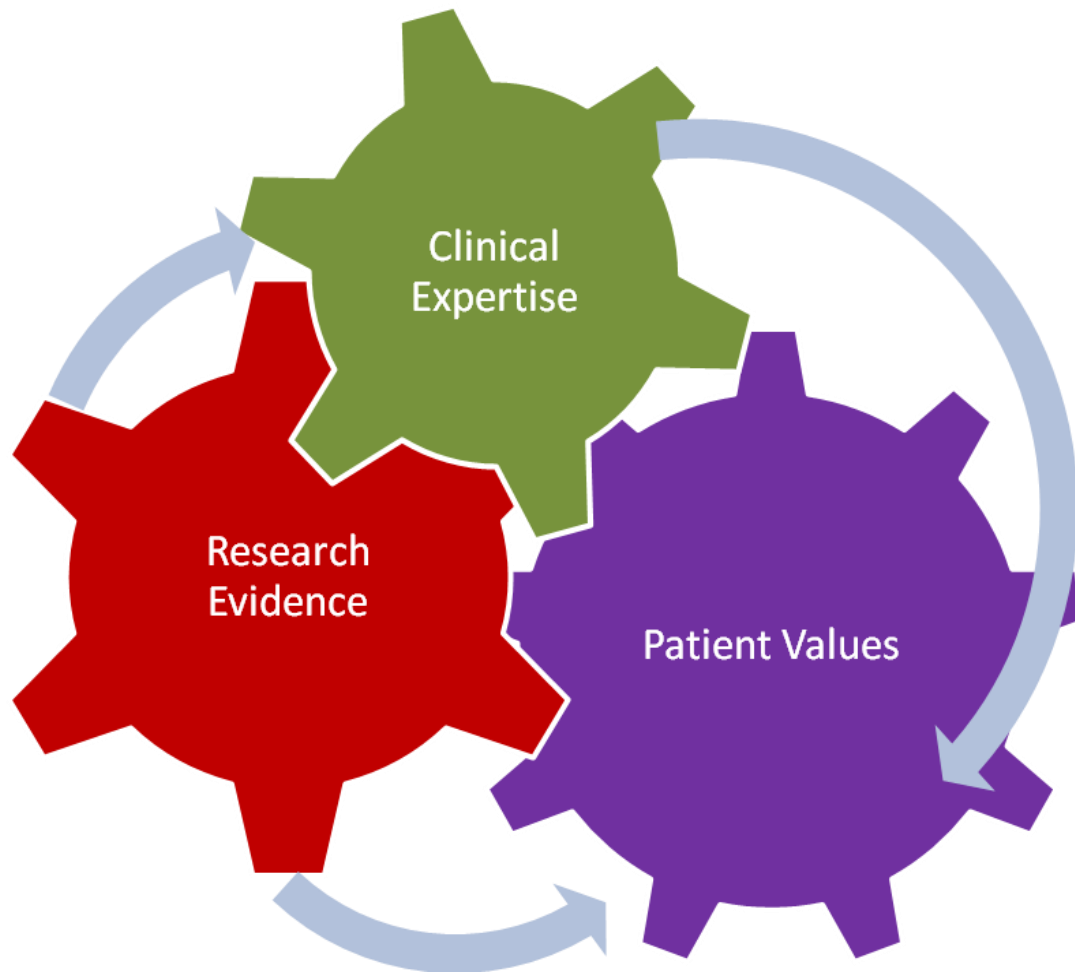 Clinical
Expertise
Research
Evidence
Patient Values